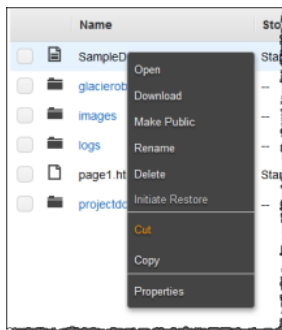 Name Sto
SampleD Sta
Open
glacierob --
Download
images --
Make Public
logs --
Rename
page1.ht Sta
Delete
projectdo --
Initiate Restore
Cut
Copy
Properties